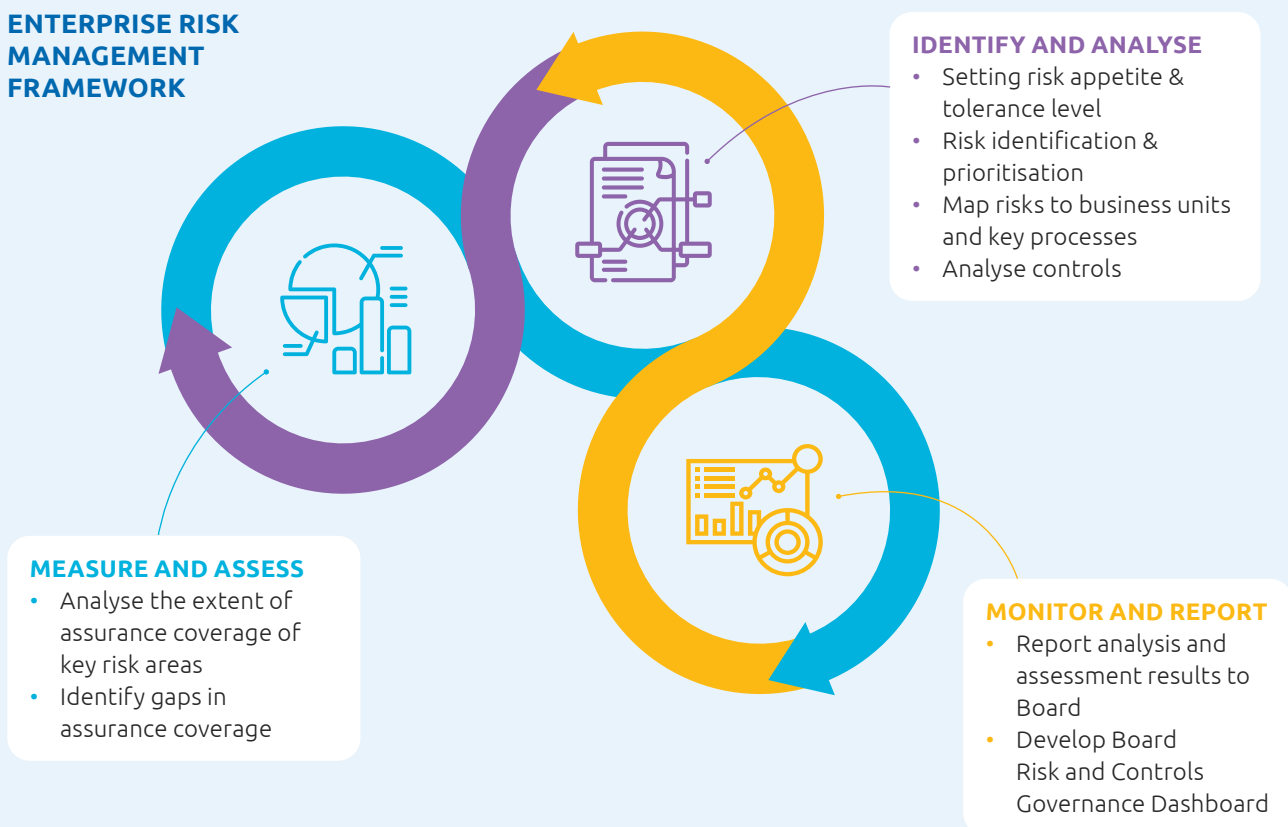 ENTERPRISE RISK
MANAGEMENT
FRAMEWORK
IDENTIFY AND ANALYSE
• Setting risk appetite &
tolerance level
• Risk identification &
prioritisation
• Map risks to business units
and key processes
• Analyse controls
MEASURE AND ASSESS
• Analyse the extent of
assurance coverage of
key risk areas
• Identify gaps in
assurance coverage
MONITOR AND REPORT
• Report analysis and
assessment results to
Board
• Develop Board
Risk and Controls
Governance Dashboard